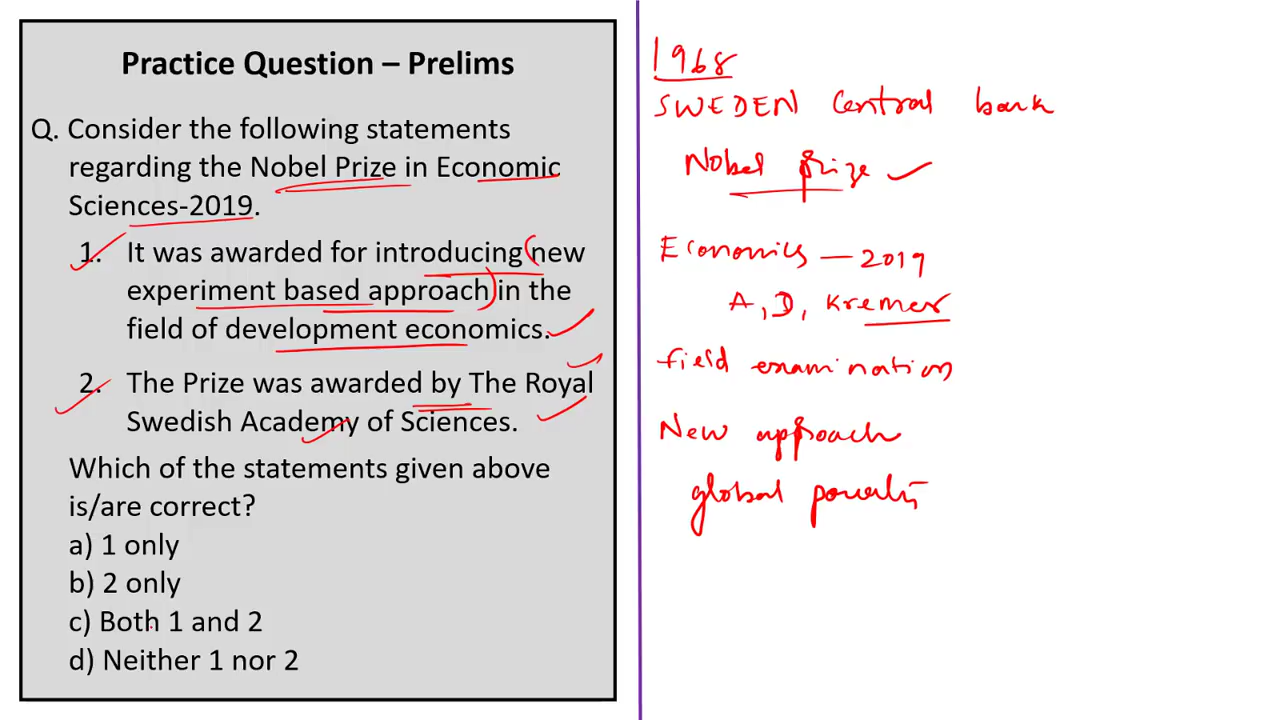 Practice Question – Prelims
Q. Consider the following statements
regarding the Nobel Prize in Economic
Sciences-2019.
1. It was awarded for introducing new
experiment based approach in the
field of development economics.
2. The Prize was awarded by The Royal
Swedish Academy of Sciences.
Which of the statements given above
is/are correct?
a) 1 only
b) 2 only
c) Both 1 and 2
d) Neither 1 nor 2
1968
SWEDEN Central bank
Nobel prize
Economics — 2019
A, D, Kremer
field examination
New approach
global